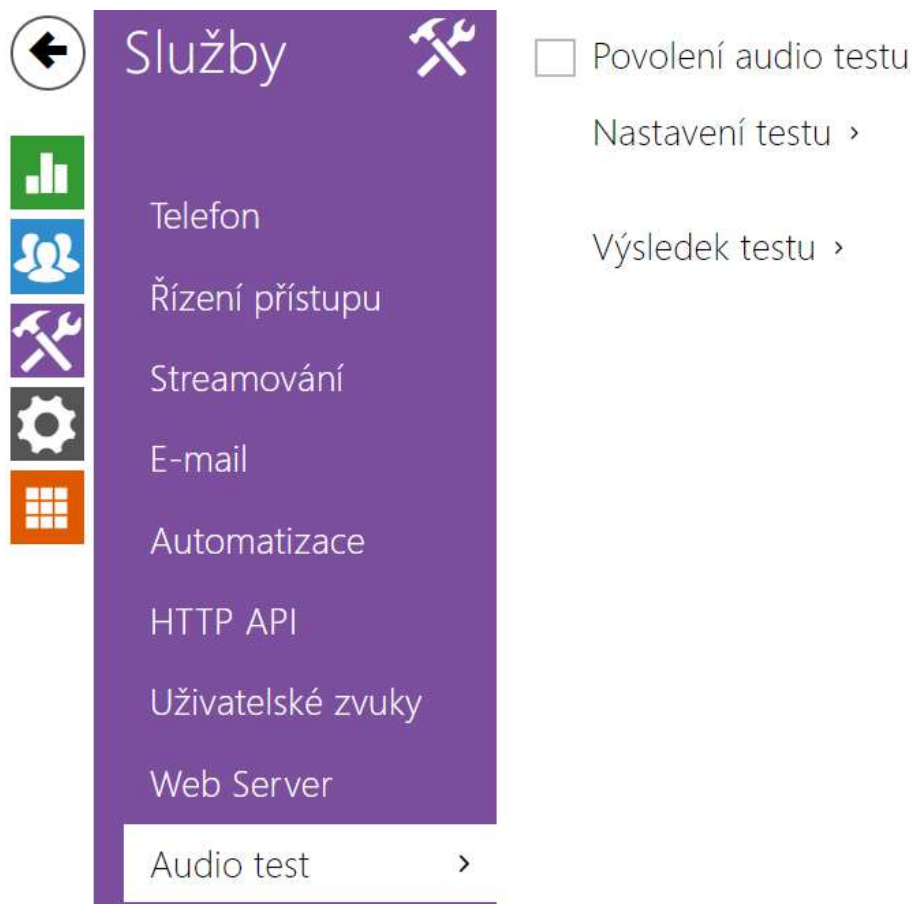 Služby
Telefon
Řízení přístupu
Streamování
E-mail
Automatizace
HTTP API
Uživatelské zvuky
Web Server
Audio test
Povolení audio testu
Nastavení testu
Výsledek testu